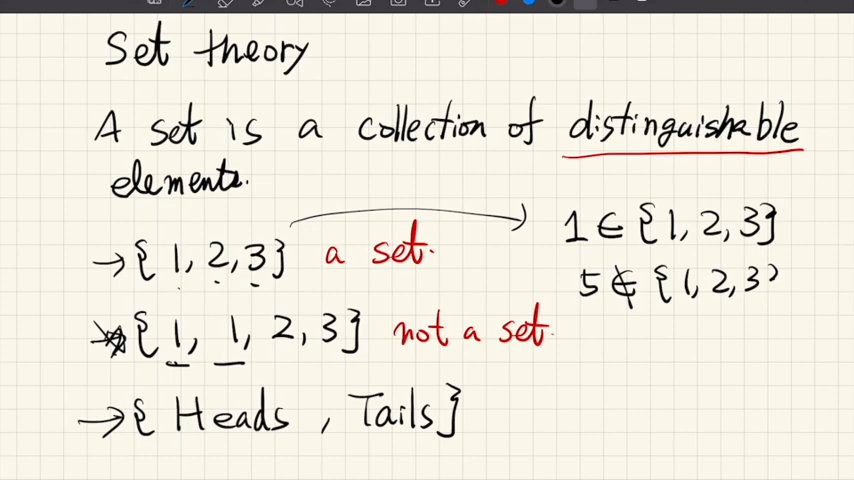 Set theory
A set is a collection of distinguishable
elements.
→ { 1, 2, 3 } a set.
1 ∈ { 1, 2, 3 }
5 ∉ { 1, 2, 3 )
→ { 1, 1, 2, 3 } not a set.
→ { Heads , Tails }